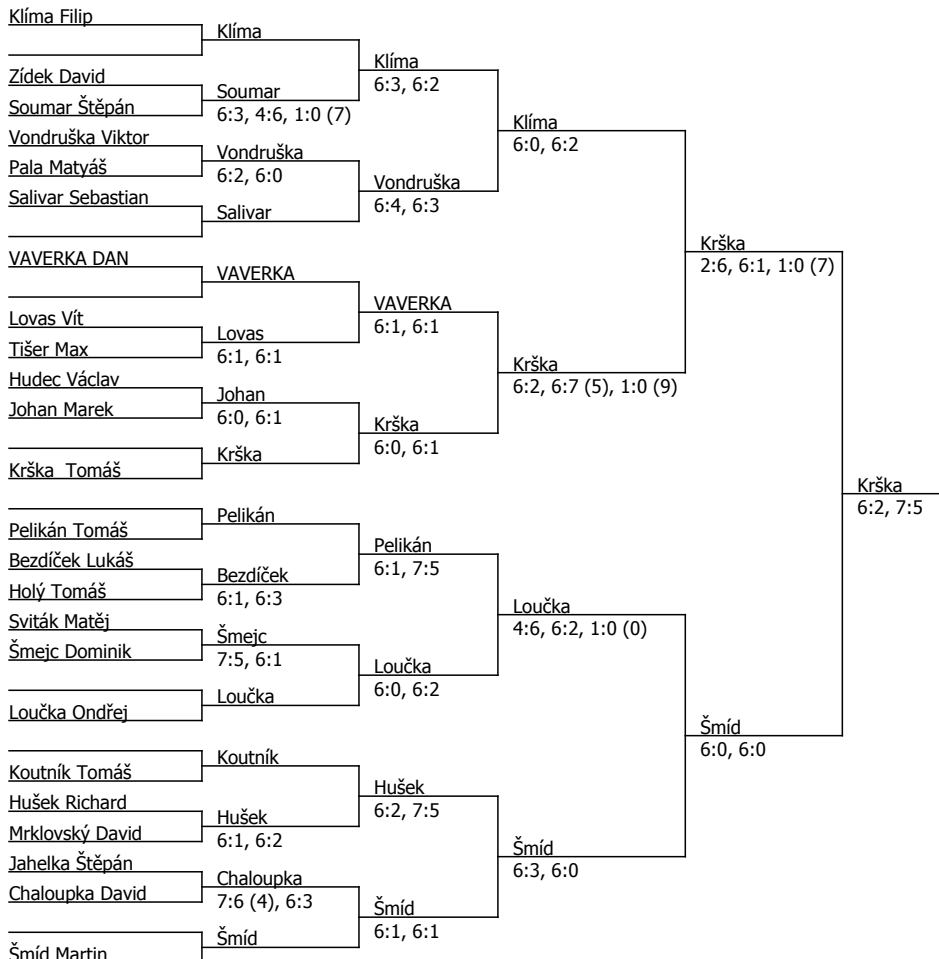 Klíma Filip
Klíma
Klíma
6:3, 6:2
Zídek David
Soumar
6:3, 4:6, 1:0 (7)
Soumar Štěpán
Klíma
6:0, 6:2
Vondruška Viktor
Vondruška
6:2, 6:0
Pala Matyáš
Vondruška
6:4, 6:3
Salivar Sebastian
Salivar
Krška
2:6, 6:1, 1:0 (7)
VAVERKA DAN
VAVERKA
VAVERKA
6:1, 6:1
Lovas Vít
Lovas
6:1, 6:1
Tišer Max
Krška
6:2, 6:7 (5), 1:0 (9)
Hudec Václav
Johan
6:0, 6:1
Johan Marek
Krška
6:0, 6:1
Krška
Krška  Tomáš
Krška
6:2, 7:5
Pelikán
Pelikán Tomáš
Pelikán
6:1, 7:5
Bezdíček Lukáš
Bezdíček
6:1, 6:3
Holý Tomáš
Loučka
4:6, 6:2, 1:0 (0)
Sviták Matěj
Šmejc
7:5, 6:1
Šmejc Dominik
Loučka
6:0, 6:2
Loučka
Loučka Ondřej
Šmíd
6:0, 6:0
Koutník
Koutník Tomáš
Hušek
6:2, 7:5
Hušek Richard
Hušek
6:1, 6:2
Mrklovský David
Šmíd
6:3, 6:0
Jahelka Štěpán
Chaloupka
7:6 (4), 6:3
Chaloupka David
Šmíd
6:1, 6:1
Šmíd
Šmíd Martin